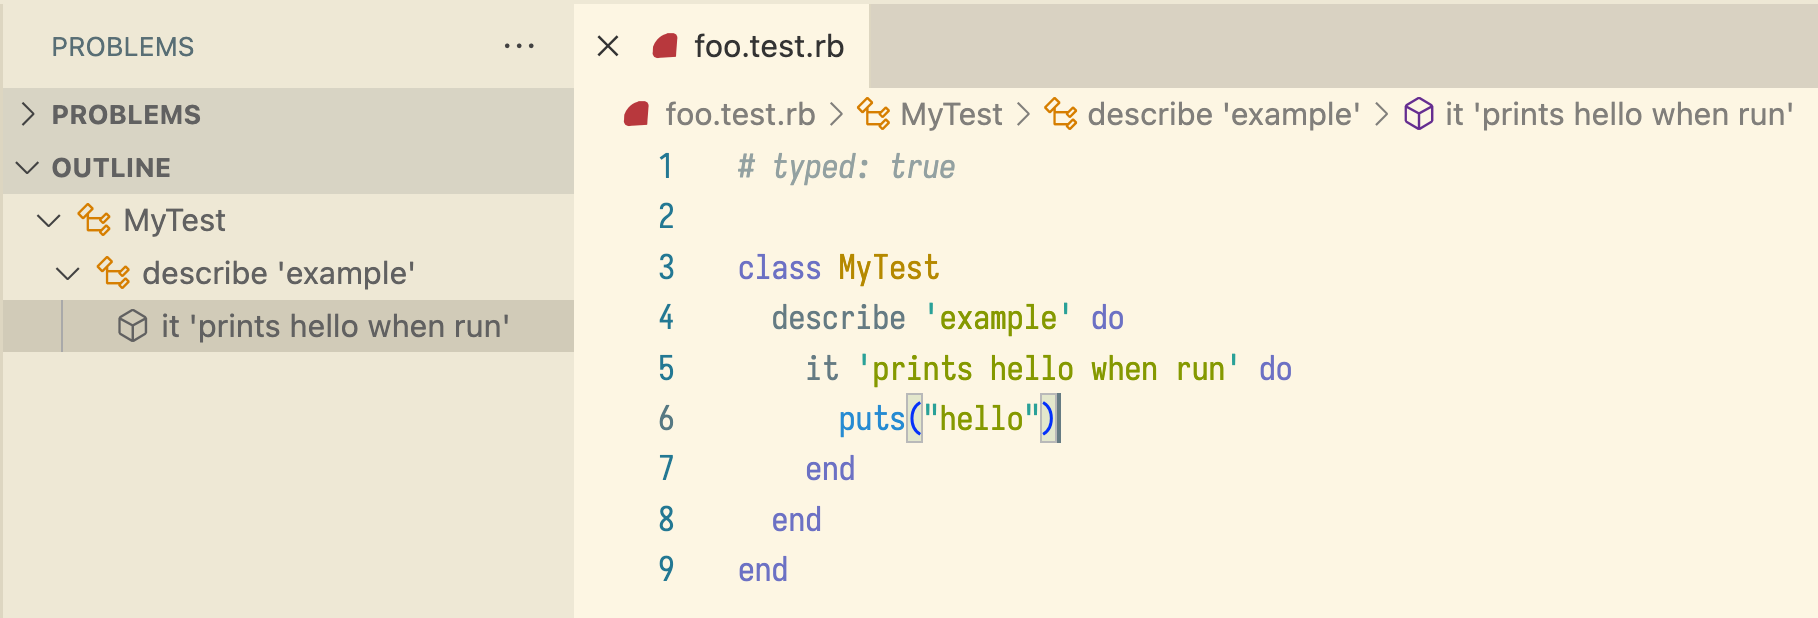 PROBLEMS ...
PROBLEMS
OUTLINE
MyTest
describe 'example'
it 'prints hello when run'
foo.test.rb
foo.test.rb > MyTest > describe 'example' > it 'prints hello when run'
1 # typed: true
2
3 class MyTest
4   describe 'example' do
5     it 'prints hello when run' do
6       puts("hello")
7     end
8   end
9 end